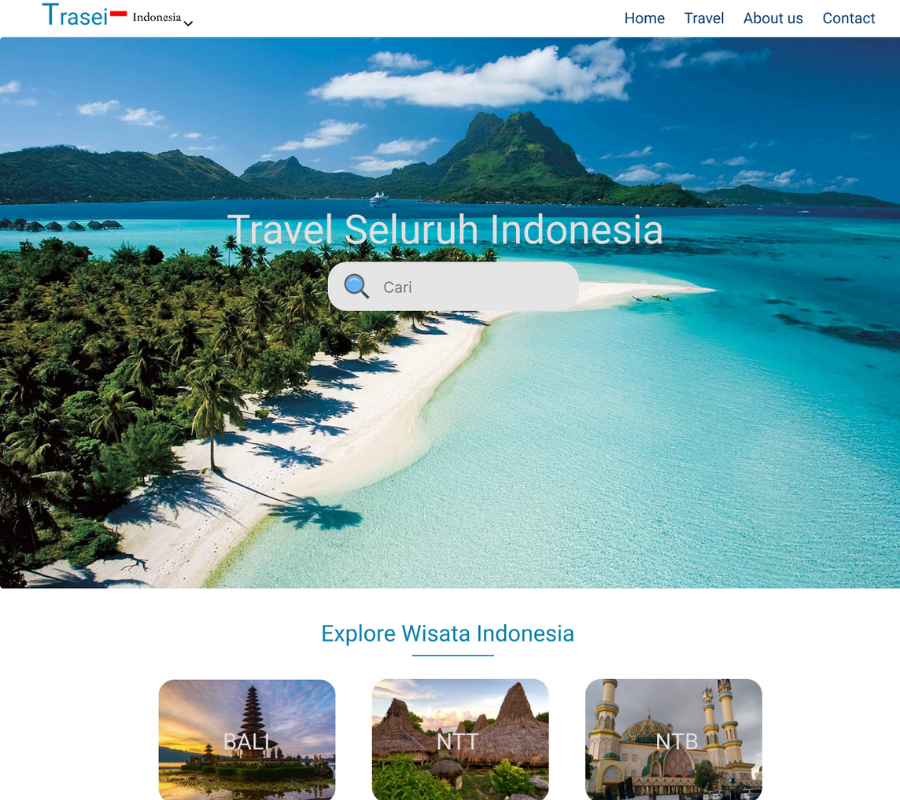 Trasei
Indonesia
Home
Travel
About us
Contact
Travel Seluruh Indonesia
Cari
Explore Wisata Indonesia
BALI
NTT
NTB